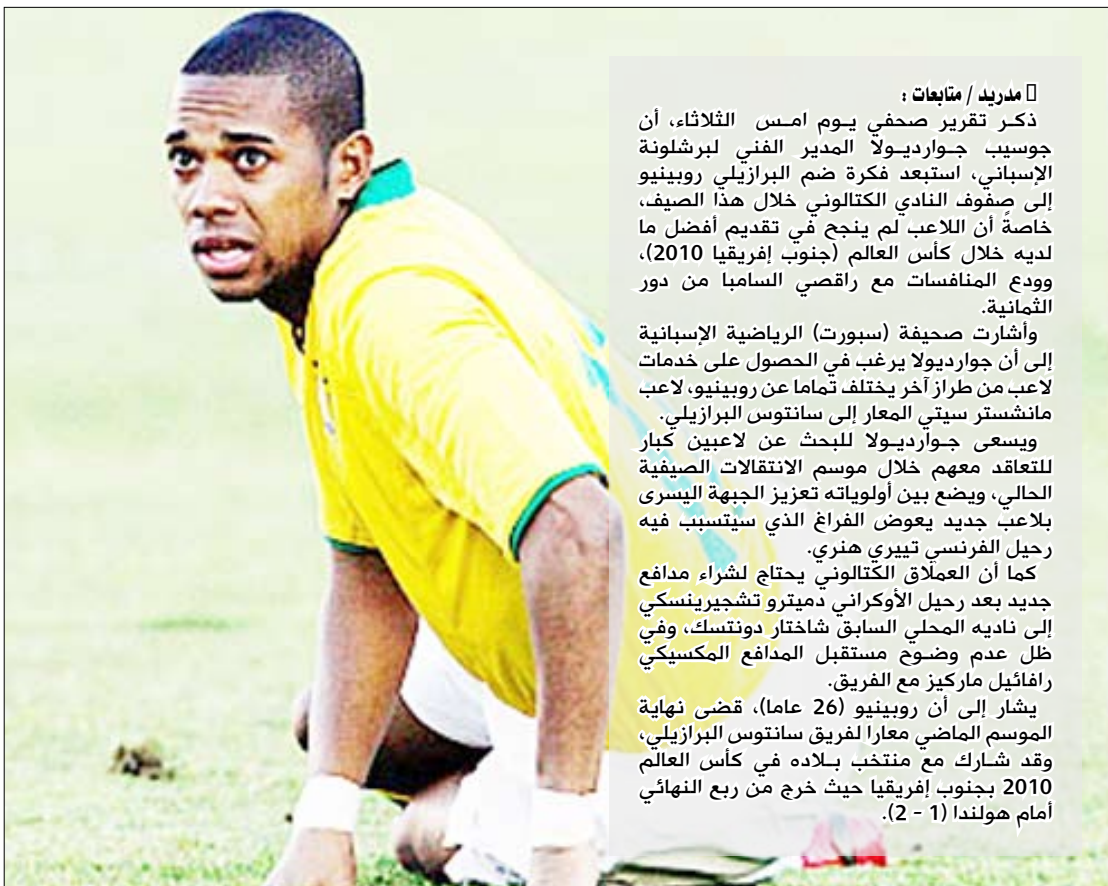 مدريد / متابعات :
ذكر تقرير صحفي يوم امس الثلاثاء، أن
جوسيب جوارديولا المدير الفني لبرشلونة
الإسباني، استبعد فكرة ضم البرازيلي روبينيو
إلى صفوف النادي الكتالوني خلال هذا الصيف،
خاصةً أن اللاعب لم ينجح في تقديم أفضل ما
لديه خلال كأس العالم (جنوب إفريقيا 2010)،
وودع المنافسات مع راقصي السامبا من دور
الثمانية.
وأشارت صحيفة (سبورت) الرياضية الإسبانية
إلى أن جوارديولا يرغب في الحصول على خدمات
لاعب من طراز آخر يختلف تماما عن روبينيو، لاعب
مانشستر سيتي المعار إلى سانتوس البرازيلي.
ويسعى جوارديولا للبحث عن لاعبين كبار
للتعاقد معهم خلال موسم الانتقالات الصيفية
الحالي، ويضع بين أولوياته تعزيز الجبهة اليسرى
بلاعب جديد يعوض الفراغ الذي سيتسبب فيه
رحيل الفرنسي تييري هنري.
كما أن العملاق الكتالوني يحتاج لشراء مدافع
جديد بعد رحيل الأوكراني دميترو تشجيرينسكي
إلى ناديه المحلي السابق شاختار دونتسك، وفي
ظل عدم وضوح مستقبل المدافع المكسيكي
رافائيل ماركيز مع الفريق.
يشار إلى أن روبينيو (26 عاما)، قضى نهاية
الموسم الماضي معارا لفريق سانتوس البرازيلي،
وقد شارك مع منتخب بلاده في كأس العالم
2010 بجنوب إفريقيا حيث خرج من ربع النهائي
أمام هولندا (1 - 2).